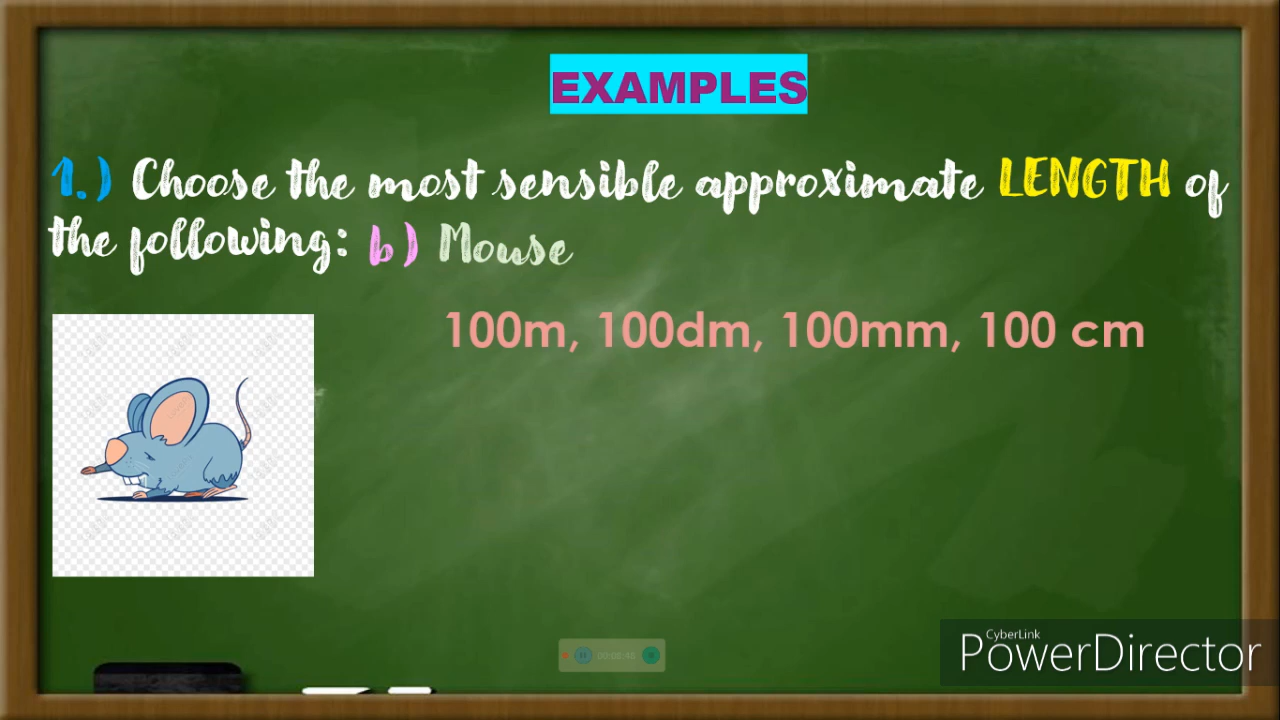 EXAMPLES
1.) Choose the most sensible approximate LENGTH of
the following: b) Mouse
100m, 100dm, 100mm, 100 cm
CyberLink
PowerDirector